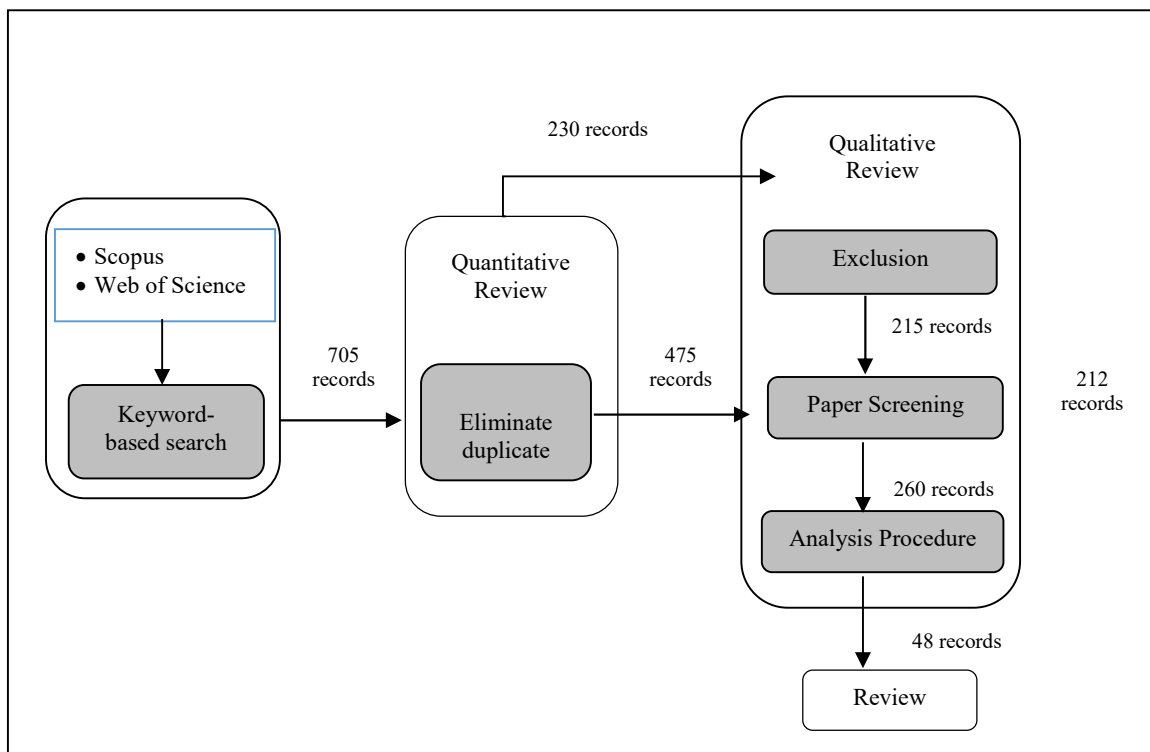 • Scopus
• Web of Science
Keyword-
based search
705
records
Quantitative
Review
Eliminate
duplicate
230 records
475
records
Qualitative
Review
Exclusion
215 records
Paper Screening
260 records
Analysis Procedure
212
records
48 records
Review